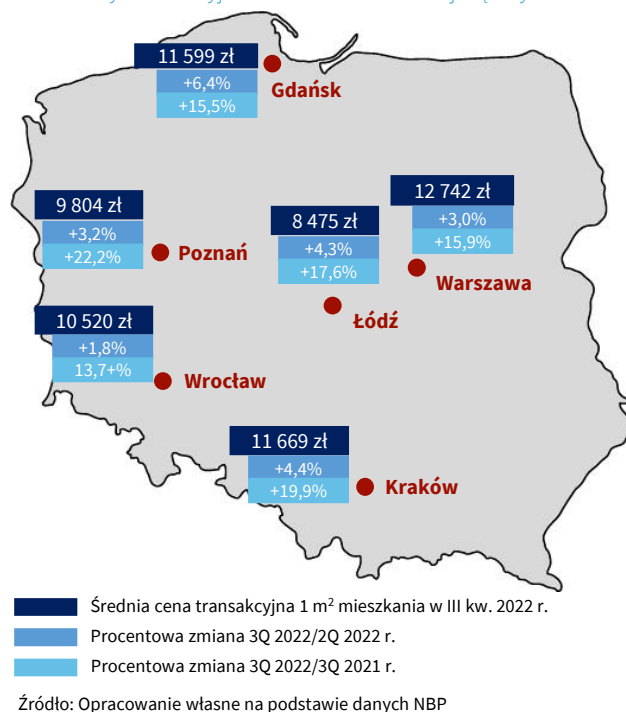 11 599 zł
+6,4%
+15,5%
Gdańsk
12 742 zł
+3,0%
+15,9%
Warszawa
9 804 zł
+3,2%
+22,2%
Poznań
8 475 zł
+4,3%
+17,6%
Łódź
10 520 zł
+1,8%
13,7+%
Wrocław
11 669 zł
+4,4%
+19,9%
Kraków
Średnia cena transakcyjna 1 m² mieszkania w III kw. 2022 r.
Procentowa zmiana 3Q 2022/2Q 2022 r.
Procentowa zmiana 3Q 2022/3Q 2021 r.
Źródło: Opracowanie własne na podstawie danych NBP